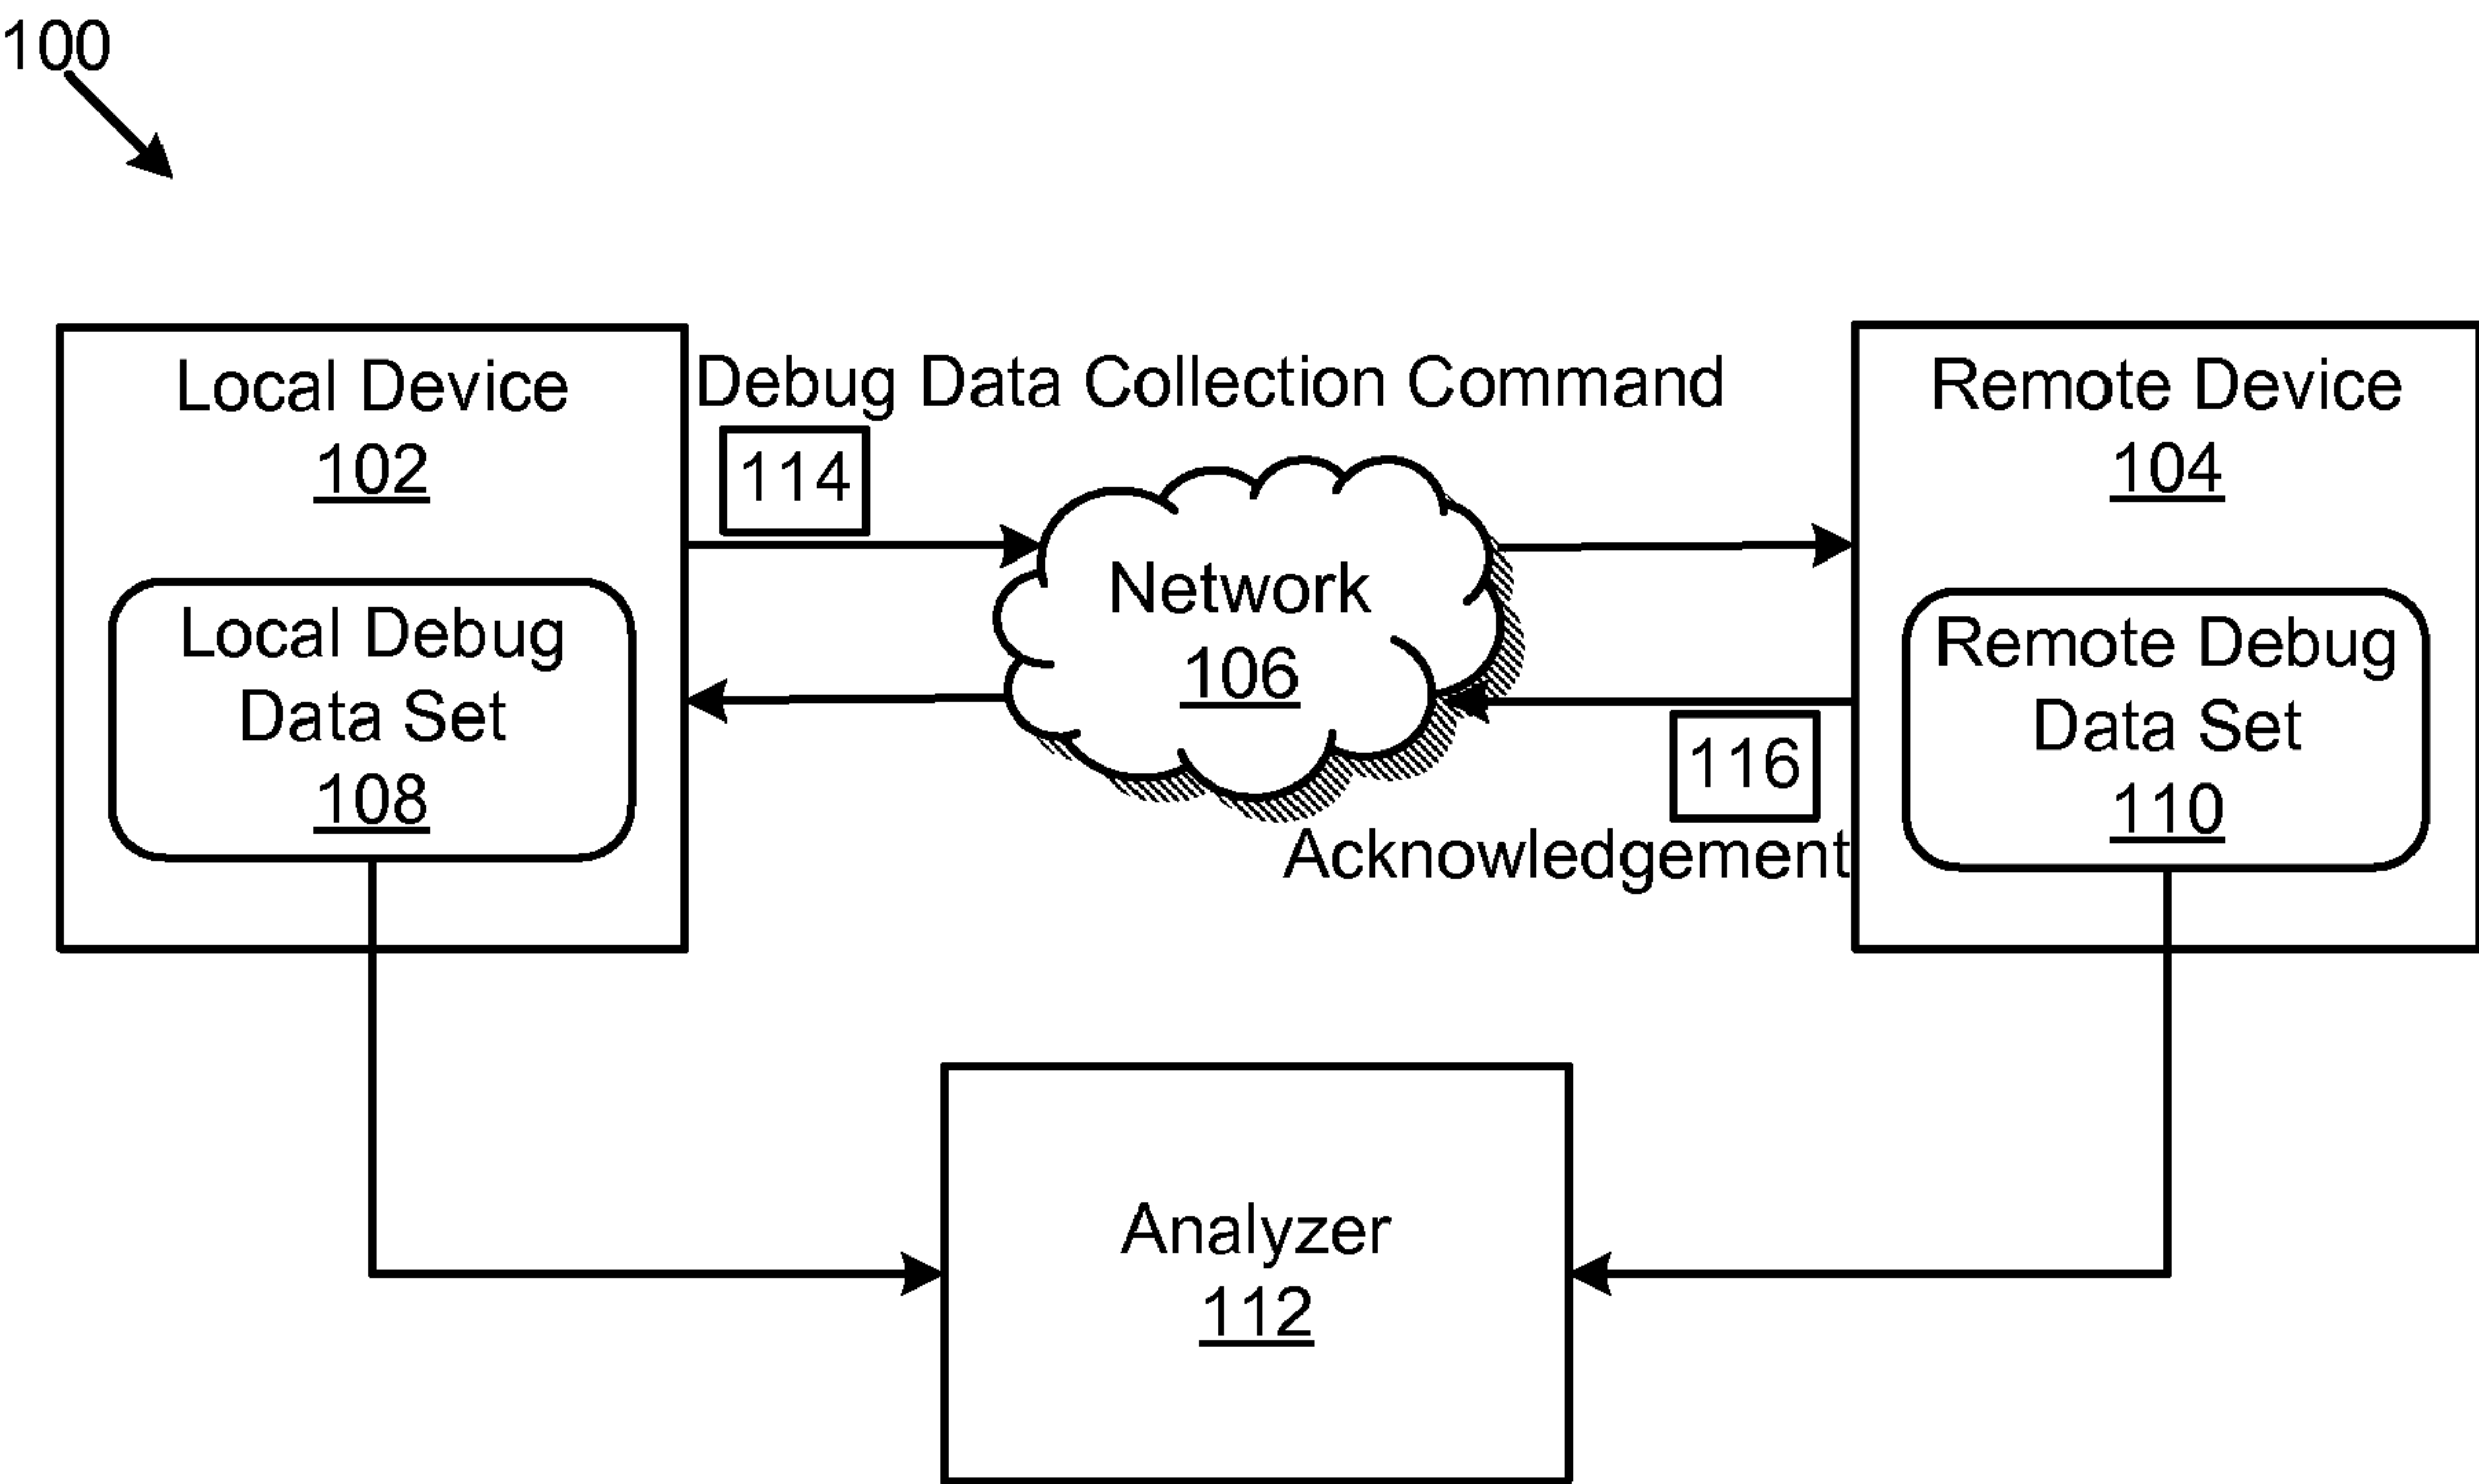 100
Local Device
102
Debug Data Collection Command
114
Remote Device
104
Network
106
Local Debug
Data Set
108
Remote Debug
Data Set
110
116
Acknowledgement
Analyzer
112